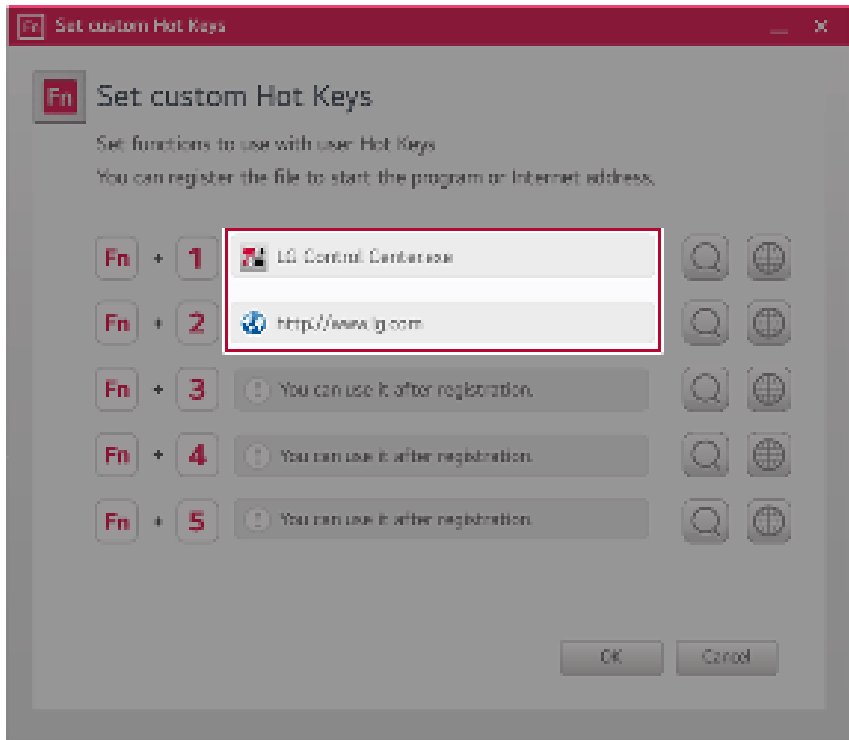 Fn Set custom Hot Keys
Fn Set custom Hot Keys
Set functions to use with user Hot Keys
You can register the file to start the program or Internet address.
Fn + 1 LG Control Center.exe
Fn + 2 http://www.lg.com
Fn + 3 You can use it after registration.
Fn + 4 You can use it after registration.
Fn + 5 You can use it after registration.
OK Cancel